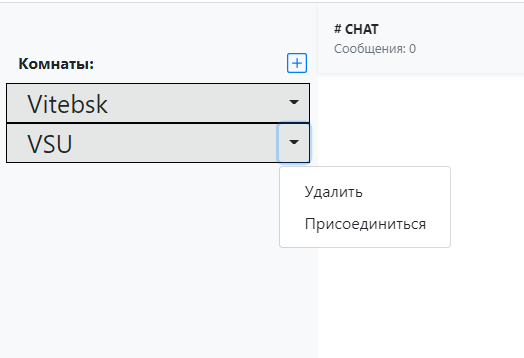 # CHAT
Сообщения: 0
Комнаты:
Vitebsk
VSU
Удалить
Присоединиться